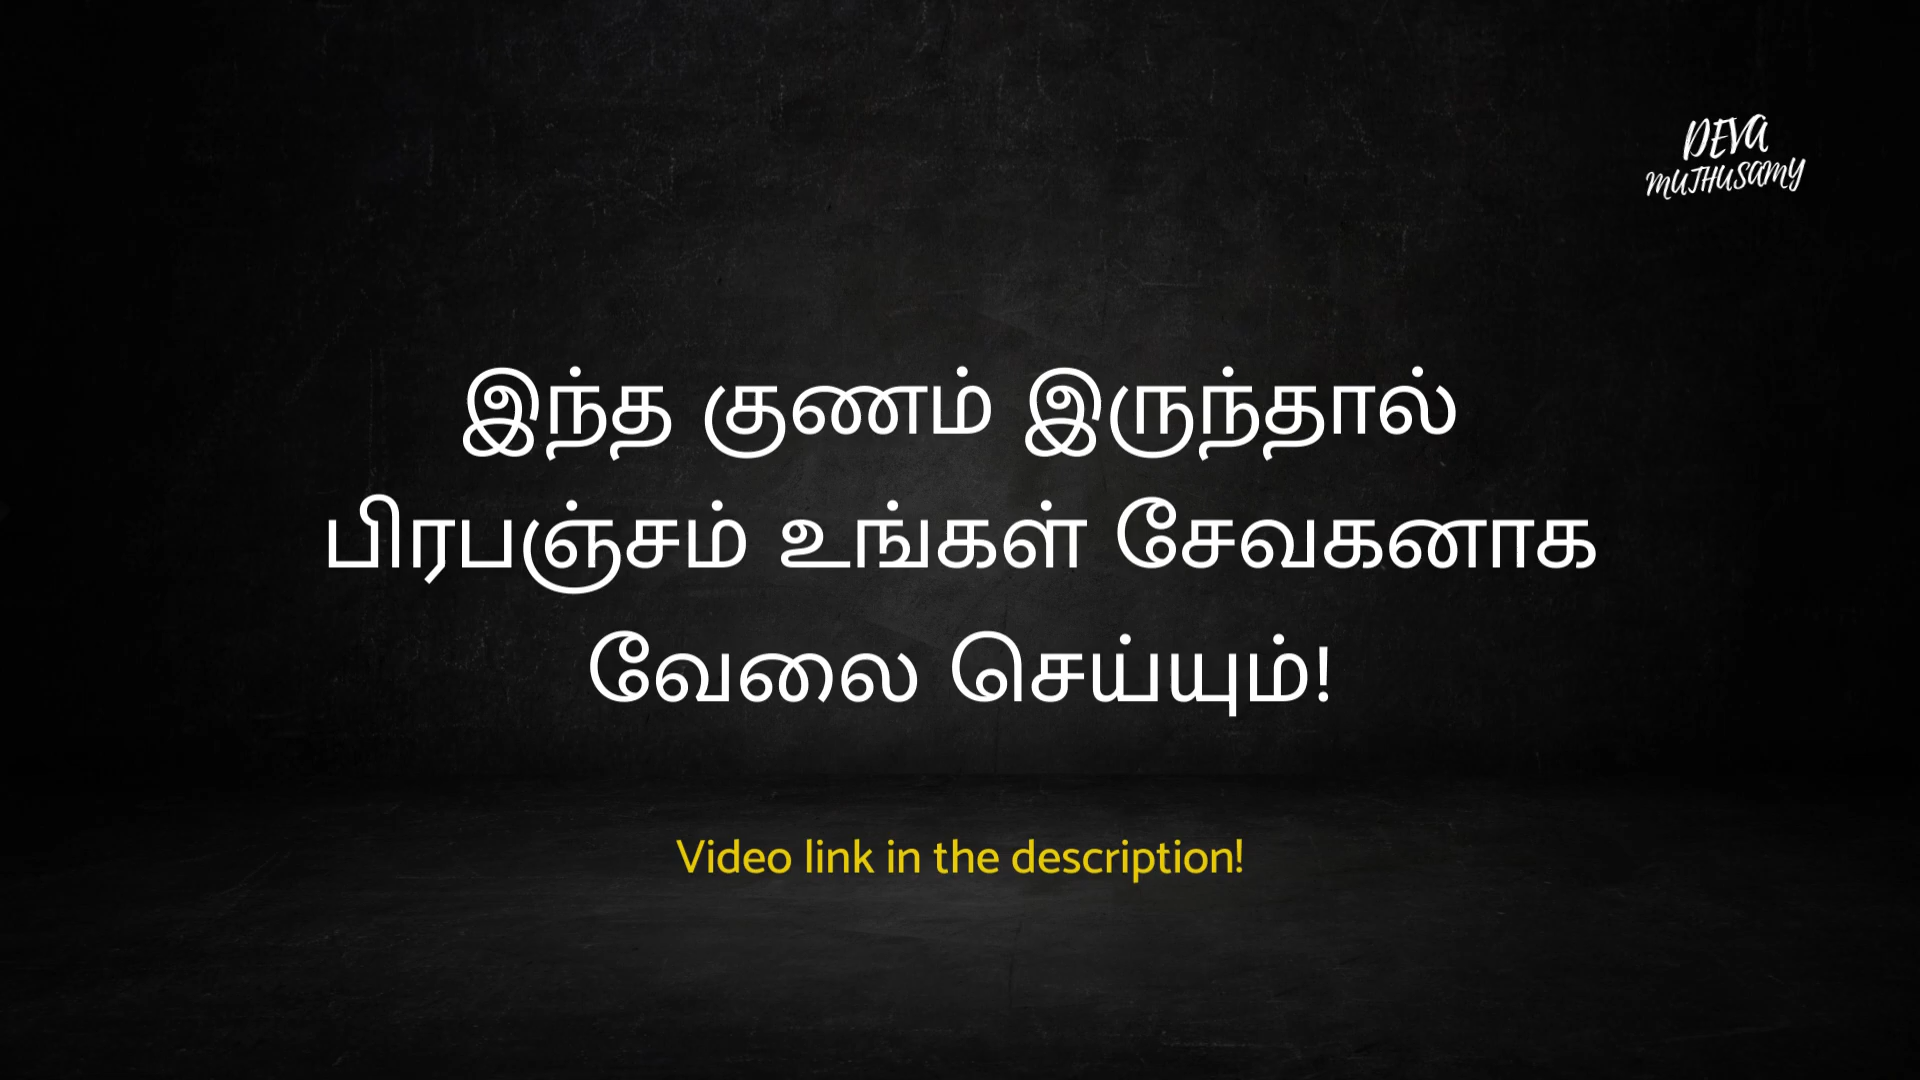 DEVA
MUTHUSAMY
இந்த குணம் இருந்தால்
பிரபஞ்சம் உங்கள் சேவகனாக
வேலை செய்யும்!
Video link in the description!